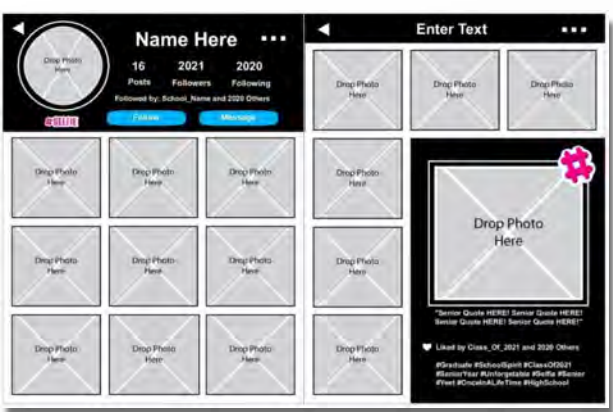 Name Here
Drop Photo
Here
16 2021 2020
Posts Followers Following
Followed by: School_Name and 2020 Others
#SELFIE
Follow Message
Drop Photo Drop Photo Drop Photo
Here Here Here
Drop Photo Drop Photo Drop Photo
Here Here Here
Drop Photo Drop Photo Drop Photo
Here Here Here
Enter Text
Drop Photo Drop Photo Drop Photo
Here Here Here
Drop Photo
Here
Drop Photo
Here
Drop Photo
Here
#
Drop Photo
Here
"Senior Quote HERE! Senior Quote HERE!
Senior Quote HERE! Senior Quote HERE!"
Liked by Class_Of_2021 and 2020 Others
#Graduate #SchoolSpirit #ClassOf2021
#SeniorYear #Unforgetable #Selfie #Senior
#Yeet #OnceInALifeTime #HighSchool